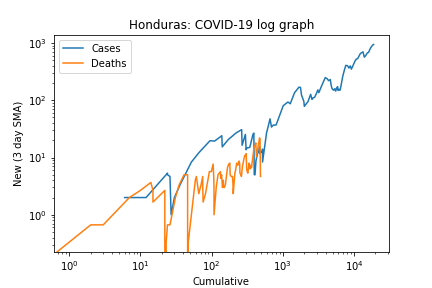 Honduras: COVID-19 log graph
Cases
Deaths
New (3 day SMA)
10³
10²
10¹
10⁰
10⁰ 10¹ 10² 10³ 10⁴
Cumulative